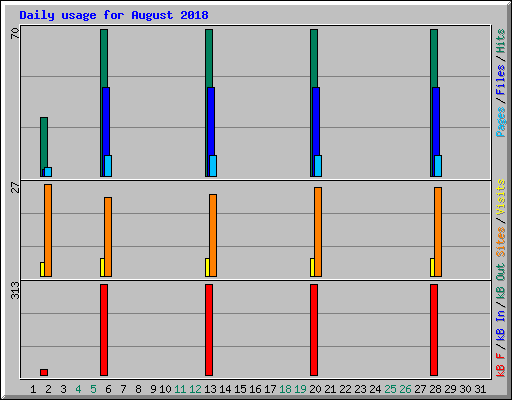 Daily usage for August 2018
70
27
313
Pages / Files / Hits
Sites / Visits
kB F / kB In / kB Out
1 2 3 4 5 6 7 8 9 10 11 12 13 14 15 16 17 18 19 20 21 22 23 24 25 26 27 28 29 30 31